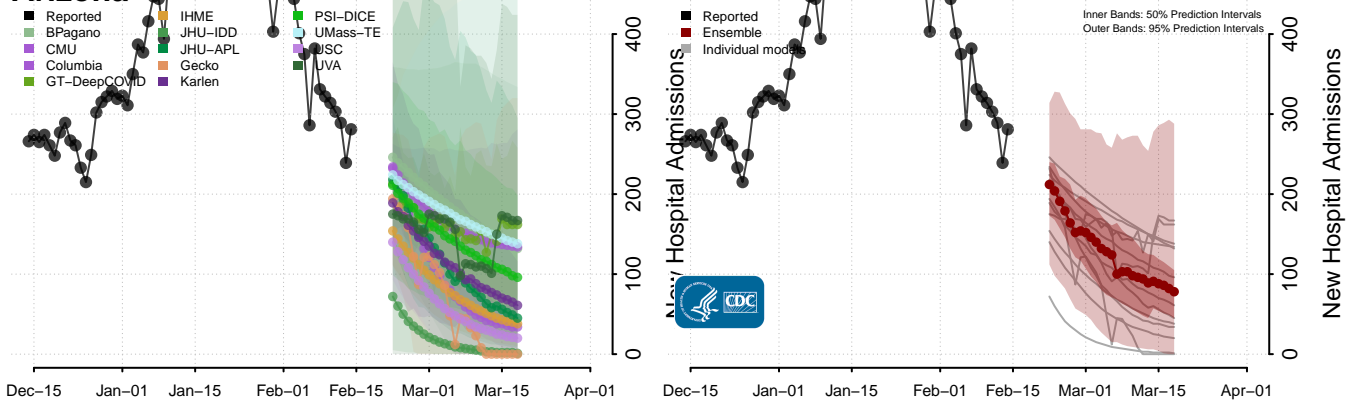 Arizona
Reported
BPagano
CMU
Columbia
GT−DeepCOVID
IHME
JHU−IDD
JHU−APL
Gecko
Karlen
PSI−DICE
UMass−TE
USC
UVA
0
100
200
300
400
New Hospital Admissions
Dec−15
Jan−01
Jan−15
Feb−01
Feb−15
Mar−01
Mar−15
Apr−01
Reported
Ensemble
Individual models
Inner Bands: 50% Prediction Intervals
Outer Bands: 95% Prediction Intervals
CDC
0
100
200
300
400
New Hospital Admissions
Dec−15
Jan−01
Jan−15
Feb−01
Feb−15
Mar−01
Mar−15
Apr−01